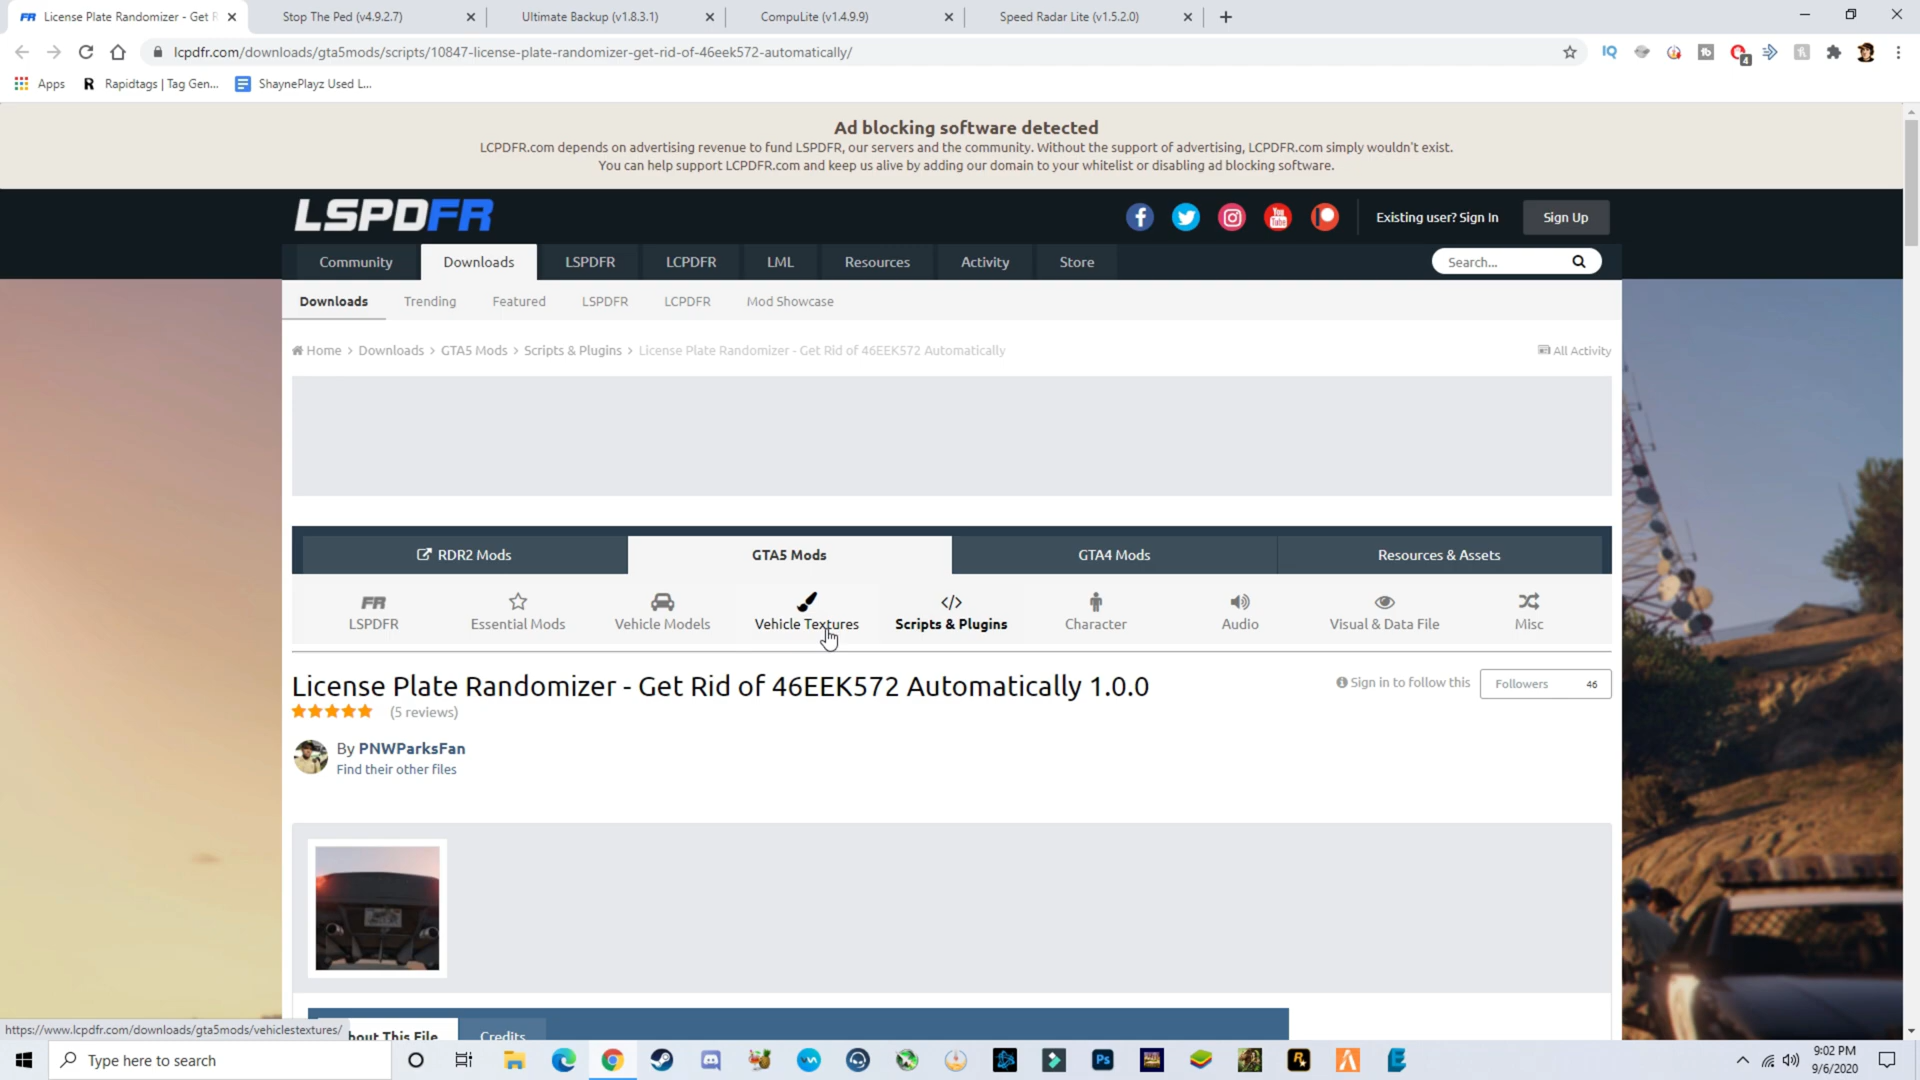 License Plate Randomizer - Get R
Stop The Ped (v4.9.2.7)
Ultimate Backup (v1.8.3.1)
CompuLite (v1.4.9.9)
Speed Radar Lite (v1.5.2.0)
lcpdfr.com/downloads/gta5mods/scripts/10847-license-plate-randomizer-get-rid-of-46eek572-automatically/
Apps
Rapidtags | Tag Gen...
ShaynePlayz Used L...
Ad blocking software detected
LCPDFR.com depends on advertising revenue to fund LSPDFR, our servers and the community. Without the support of advertising, LCPDFR.com simply wouldn't exist.
You can help support LCPDFR.com and keep us alive by adding our domain to your whitelist or disabling ad blocking software.
LSPDFR
Existing user? Sign In
Sign Up
Community
Downloads
LSPDFR
LCPDFR
LML
Resources
Activity
Store
Search...
Downloads
Trending
Featured
LSPDFR
LCPDFR
Mod Showcase
Home > Downloads > GTA5 Mods > Scripts & Plugins > License Plate Randomizer - Get Rid of 46EEK572 Automatically
All Activity
RDR2 Mods
GTA5 Mods
GTA4 Mods
Resources & Assets
LSPDFR
Essential Mods
Vehicle Models
Vehicle Textures
Scripts & Plugins
Character
Audio
Visual & Data File
Misc
License Plate Randomizer - Get Rid of 46EEK572 Automatically 1.0.0
Sign in to follow this
Followers 46
(5 reviews)
By PNWParksFan
Find their other files
https://www.lcpdfr.com/downloads/gta5mods/vehiclestextures/
bout This File
Credits
Type here to search
9:02 PM
9/6/2020